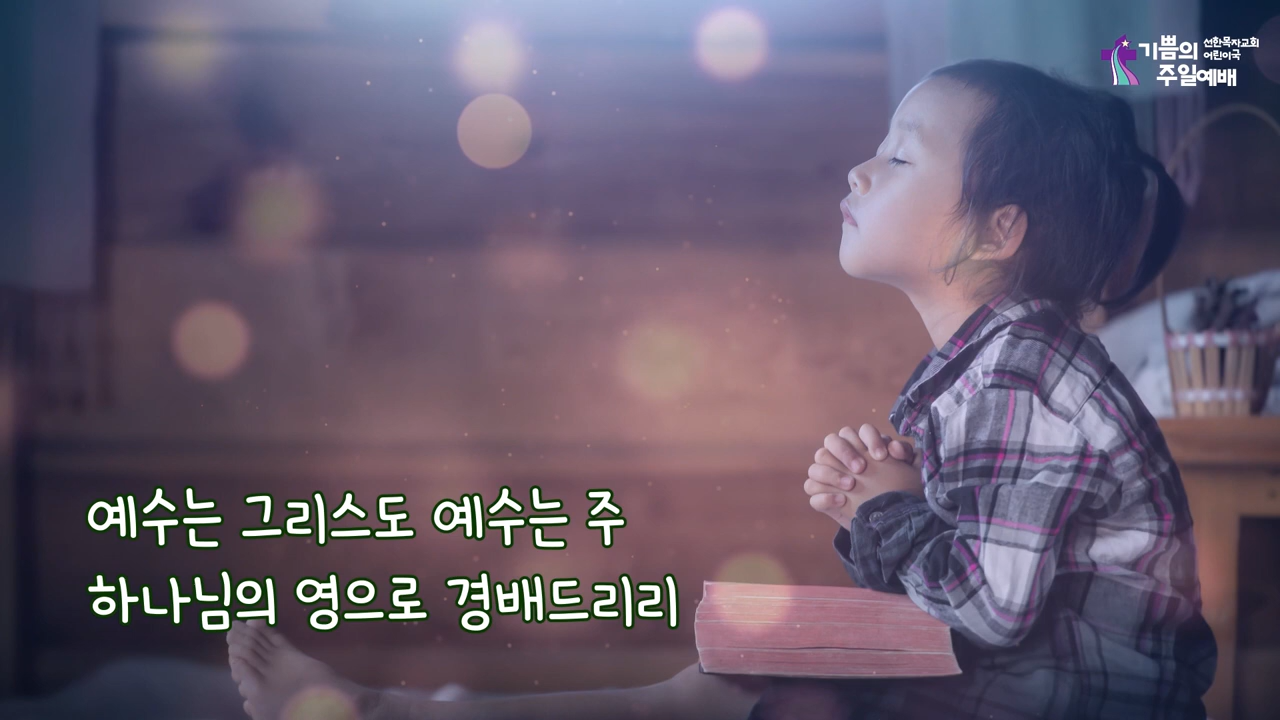 기쁨의 선한목자교회
어린이국
주일예배
예수는 그리스도 예수는 주
하나님의 영으로 경배드리리